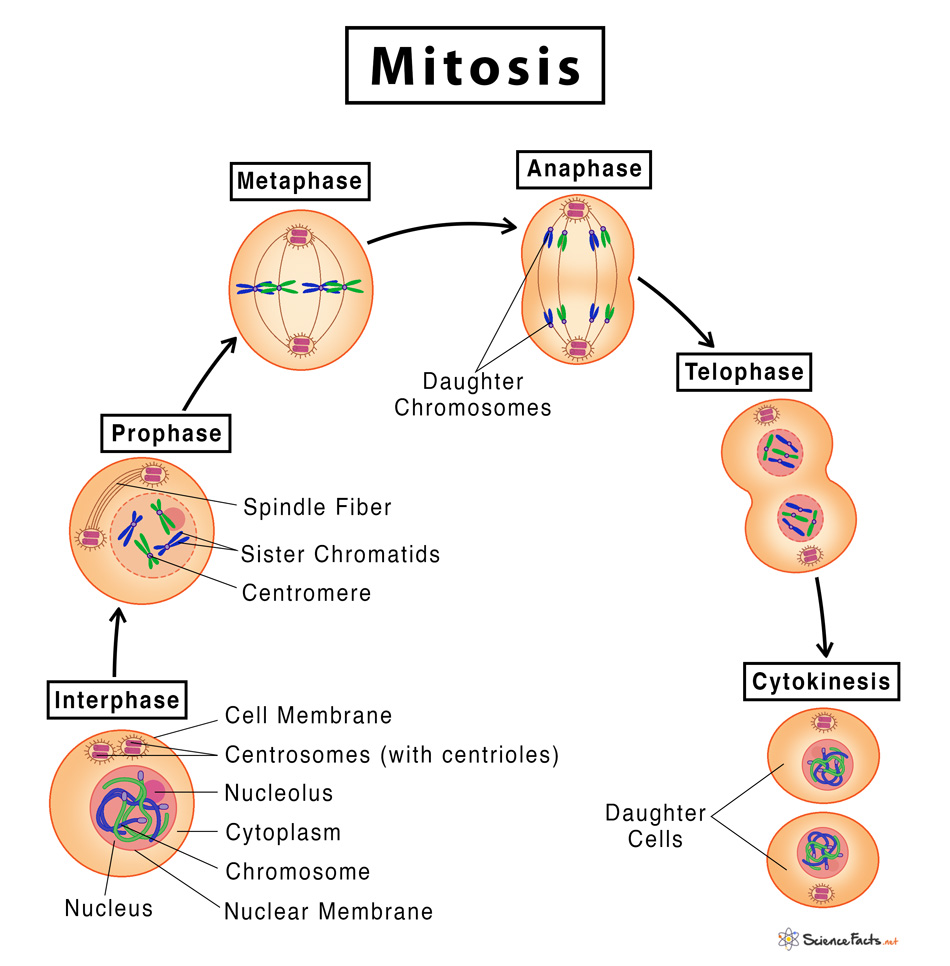 Mitosis
Metaphase
Anaphase
Daughter
Chromosomes
Telophase
Prophase
Spindle Fiber
Sister Chromatids
Centromere
Interphase
Cell Membrane
Centrosomes (with centrioles)
Nucleolus
Cytoplasm
Chromosome
Nuclear Membrane
Nucleus
Cytokinesis
Daughter
Cells
ScienceFacts.net